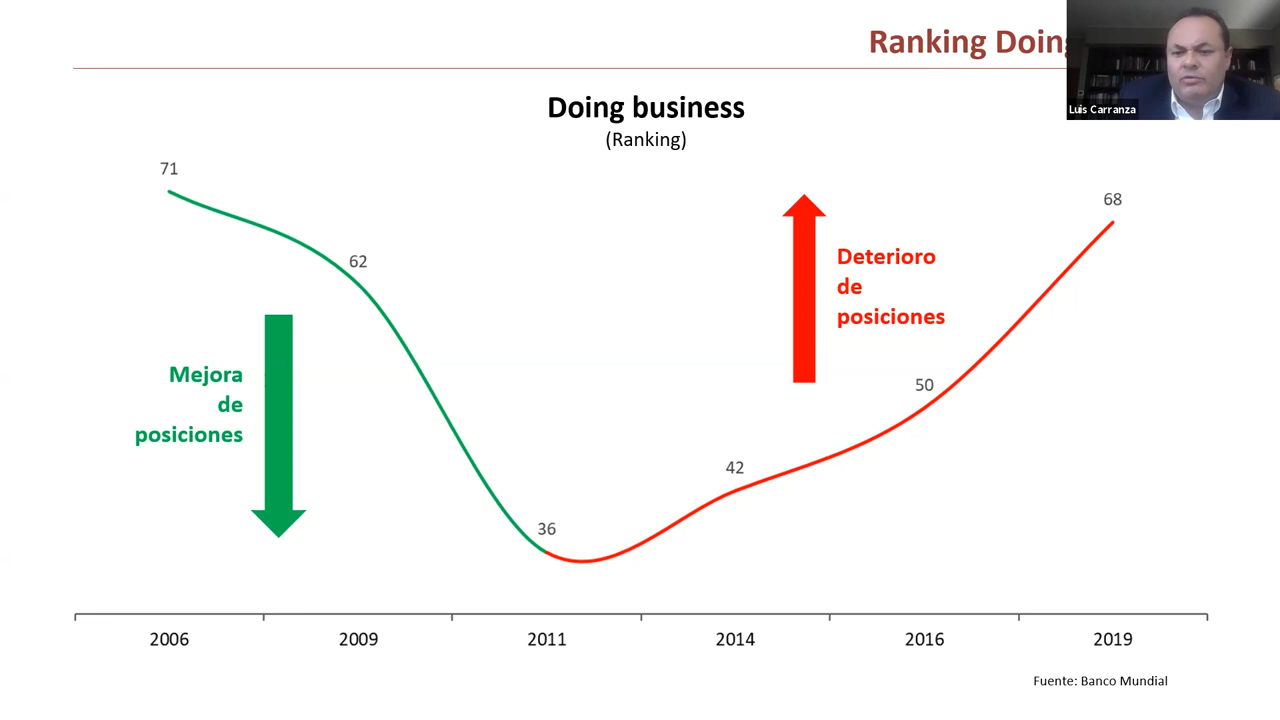 Ranking Doing
Luis Carranza
Doing business
(Ranking)
71
62
36
42
50
68
Mejora
de
posiciones
Deterioro
de
posiciones
2006
2009
2011
2014
2016
2019
Fuente: Banco Mundial